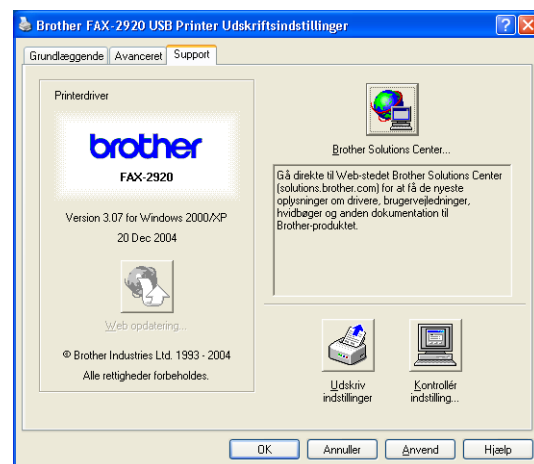 Brother FAX-2920 USB Printer Udskriftsindstillinger
Grundlæggende Avanceret Support
Printerdriver
brother
FAX-2920
Version 3.07 for Windows 2000/XP
20 Dec 2004
Web opdatering...
© Brother Industries Ltd. 1993 - 2004
Alle rettigheder forbeholdes.
Brother Solutions Center...
Gå direkte til Web-stedet Brother Solutions Center
(solutions.brother.com) for at få de nyeste
oplysninger om drivere, brugervejledninger,
hvidbøger og anden dokumentation til
Brother-produktet.
Udskriv
indstillinger
Kontrollér
indstilling...
OK Annuller Anvend Hjælp